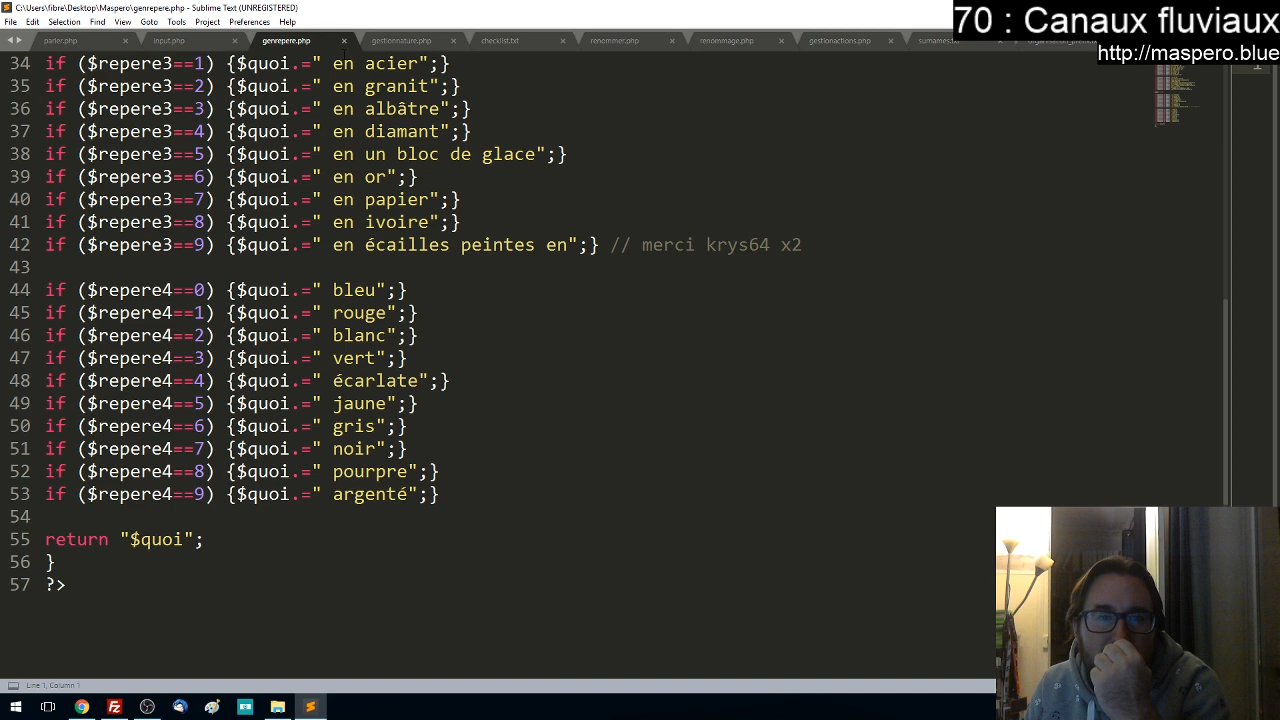 C:\Users\fibre\Desktop\Maspero\genrepere.php - Sublime Text (UNREGISTERED)
70 : Canaux fluviaux
File Edit Selection Find View Goto Tools Project Preferences Help
http://maspero.blue
parler.php input.php genrepere.php gestionnature.php checklist.txt renommer.php renommage.php gestionactions.php
34 if ($repere3==1) {$quoi.=" en acier";}
35 if ($repere3==2) {$quoi.=" en granit";}
36 if ($repere3==3) {$quoi.=" en albâtre";}
37 if ($repere3==4) {$quoi.=" en diamant";}
38 if ($repere3==5) {$quoi.=" en un bloc de glace";}
39 if ($repere3==6) {$quoi.=" en or";}
40 if ($repere3==7) {$quoi.=" en papier";}
41 if ($repere3==8) {$quoi.=" en ivoire";}
42 if ($repere3==9) {$quoi.=" en écailles peintes en";} // merci krys64 x2
43
44 if ($repere4==0) {$quoi.=" bleu";}
45 if ($repere4==1) {$quoi.=" rouge";}
46 if ($repere4==2) {$quoi.=" blanc";}
47 if ($repere4==3) {$quoi.=" vert";}
48 if ($repere4==4) {$quoi.=" écarlate";}
49 if ($repere4==5) {$quoi.=" jaune";}
50 if ($repere4==6) {$quoi.=" gris";}
51 if ($repere4==7) {$quoi.=" noir";}
52 if ($repere4==8) {$quoi.=" pourpre";}
53 if ($repere4==9) {$quoi.=" argenté";}
54
55 return "$quoi";
56 }
57 ?>
Line 1, Column 1